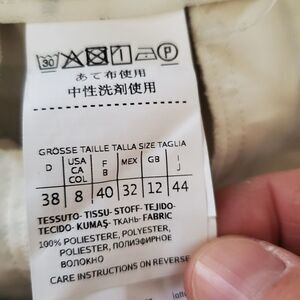 30 P
あて布使用
中性洗剤使用
GRÖSSE TAILLE TALLA SIZE TAGLIA
D USA CA COL F B MEX GB I J
38 8 40 32 12 44
TESSUTO- TISSU- STOFF- TEJIDO-
TECIDO- KUMAŞ- ТКАНЬ- FABRIC
100% POLIESTERE, POLYESTER,
POLIESTER, ПОЛИЭФИРНОЕ
ВОЛОКНО
CARE INSTRUCTIONS ON REVERSE